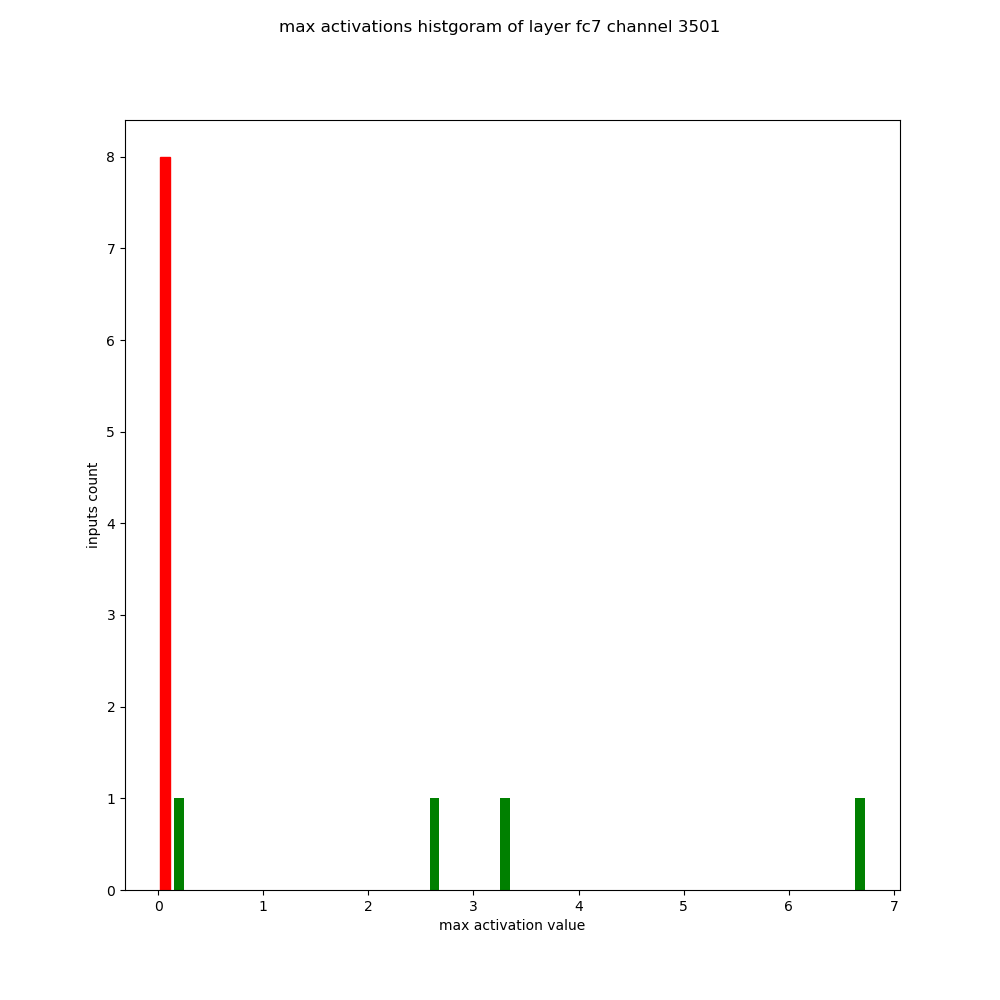 max activations histgoram of layer fc7 channel 3501
8
7
6
5
4
3
2
1
0
inputs count
0 1 2 3 4 5 6 7
max activation value